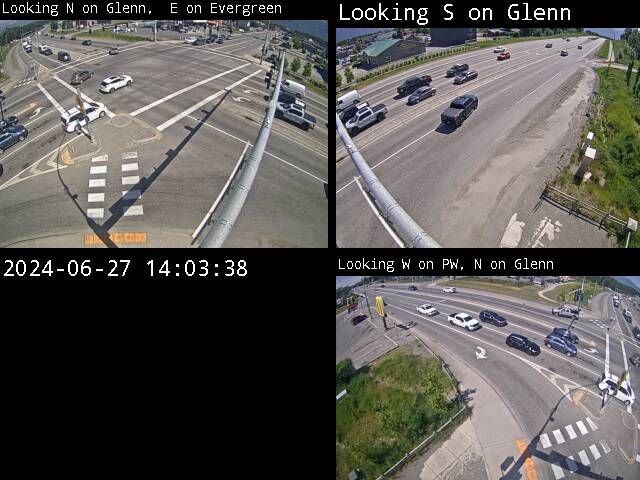 Looking N on Glenn,  E on Evergreen
Looking S on Glenn
2024-06-27 14:03:38
Looking W on PW, N on Glenn